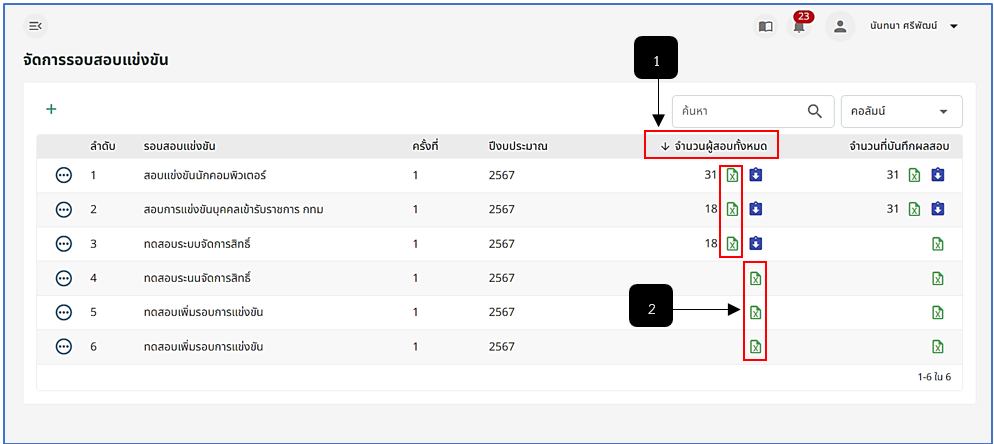 23
นันทนา ศรีพัฒน์
จัดการรอบสอบแข่งขัน
1
ค้นหา
คอลัมน์
ลำดับ รอบสอบแข่งขัน ครั้งที่ ปีงบประมาณ จำนวนผู้สอบทั้งหมด จำนวนที่บันทึกผลสอบ
1 สอบแข่งขันนักคอมพิวเตอร์ 1 2567 31 31
2 สอบการแข่งขันบุคคลเข้ารับราชการ กทม 1 2567 18 31
3 ทดสอบระบบจัดการสิทธิ์ 1 2567 18
4 ทดสอบระนนจัดการสิทธิ์ 1 2567
5 ทดสอบเพิ่มรอบการแข่งขัน 1 2567
6 ทดสอบเพิ่มรอบการแข่งขัน 1 2567
2
1-6 ใน 6